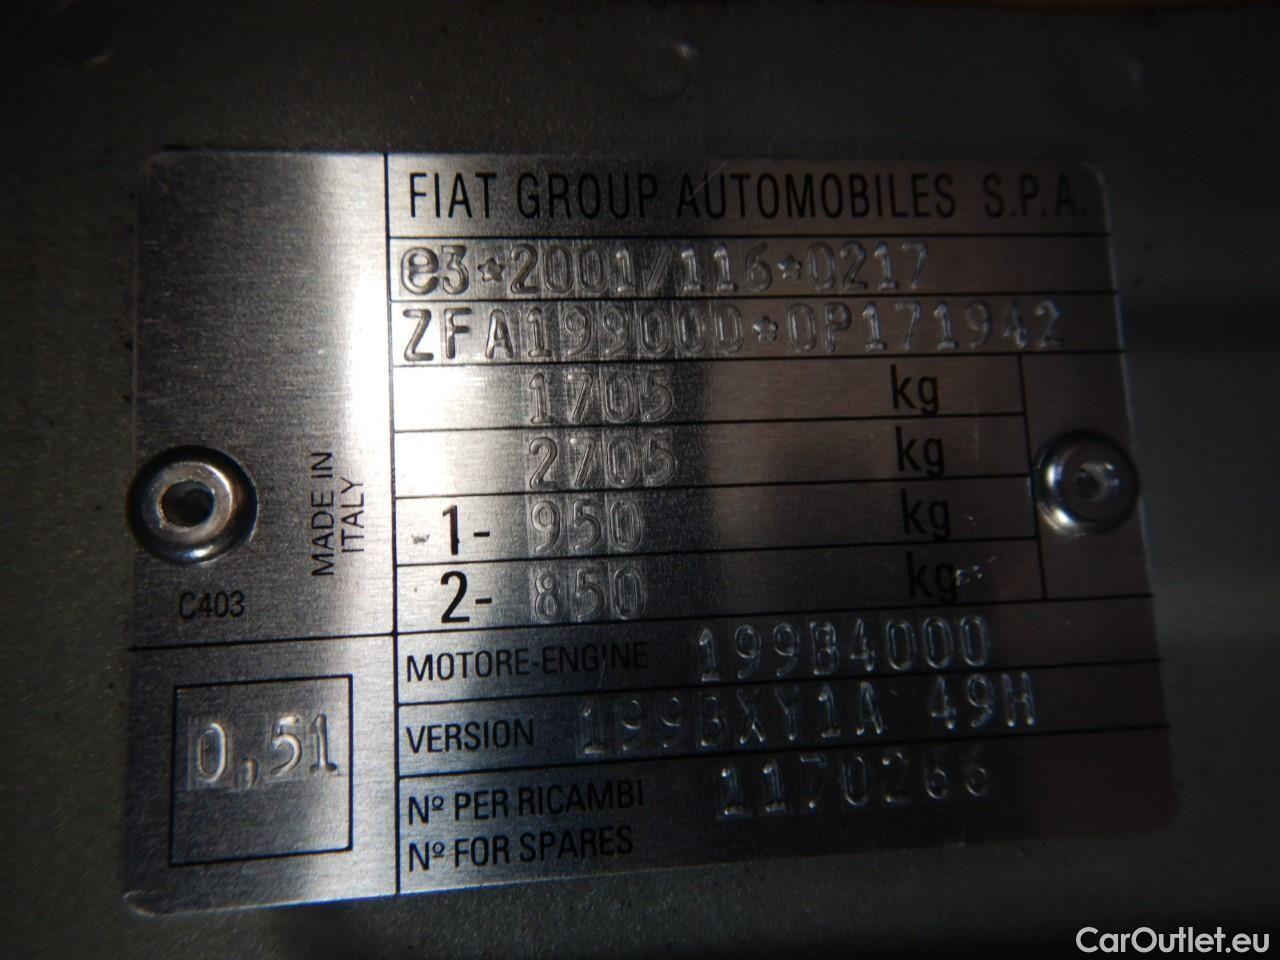 FIAT GROUP AUTOMOBILES S.P.A.
e3*2001/116*0217
ZFA199000*0P171942
1705 kg
2705 kg
1- 950 kg
2- 850 kg
MADE IN
ITALY
C403
MOTORE-ENGINE 199B4000
VERSION 199BXY1A 49H
Nº PER RICAMBI 1170266
Nº FOR SPARES
0,51
CarOutlet.eu